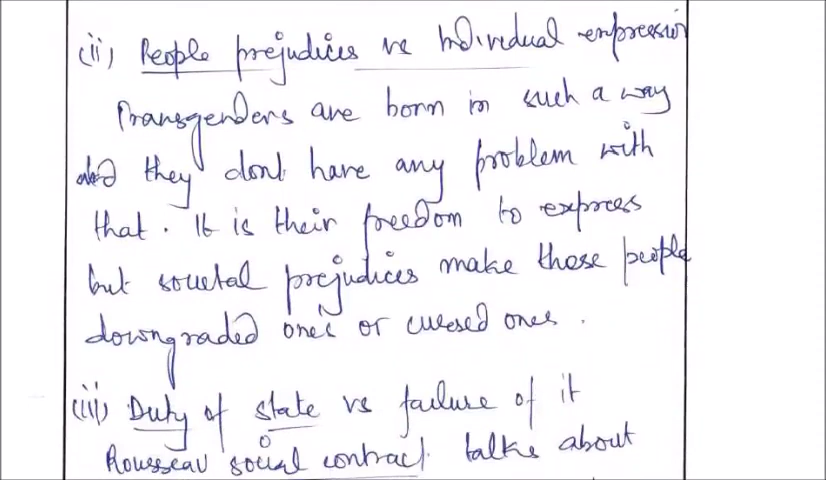 (ii) People prejudices vs Individual expression
Transgenders are born in such a way
and they dont have any problem with
that. It is their freedom to express
but societal prejudices make these people
downgraded ones or cursed ones.
(iii) Duty of state vs failure of it
Rousseau social contract talks about